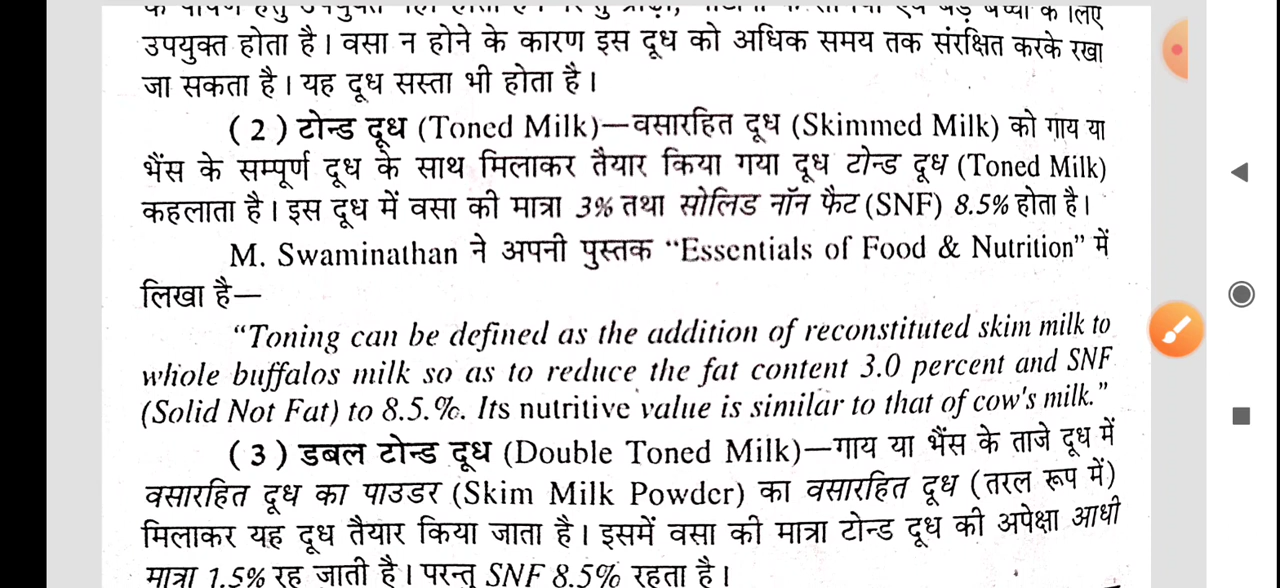 उपयुक्त होता है। वसा न होने के कारण इस दूध को अधिक समय तक संरक्षित करके रखा
जा सकता है। यह दूध सस्ता भी होता है।
(2) टोन्ड दूध (Toned Milk)—वसारहित दूध (Skimmed Milk) को गाय या
भैंस के सम्पूर्ण दूध के साथ मिलाकर तैयार किया गया दूध टोन्ड दूध (Toned Milk)
कहलाता है। इस दूध में वसा की मात्रा 3% तथा सोलिड नॉन फैट (SNF) 8.5% होता है।
M. Swaminathan ने अपनी पुस्तक “Essentials of Food & Nutrition” में
लिखा है—
“Toning can be defined as the addition of reconstituted skim milk to
whole buffalos milk so as to reduce the fat content 3.0 percent and SNF
(Solid Not Fat) to 8.5.%. Its nutritive value is similar to that of cow's milk.”
(3) डबल टोन्ड दूध (Double Toned Milk)—गाय या भैंस के ताजे दूध में
वसारहित दूध का पाउडर (Skim Milk Powder) का वसारहित दूध (तरल रूप में)
मिलाकर यह दूध तैयार किया जाता है। इसमें वसा की मात्रा टोन्ड दूध की अपेक्षा आधी
मात्रा 1.5% रह जाती है। परन्तु SNF 8.5% रहता है।